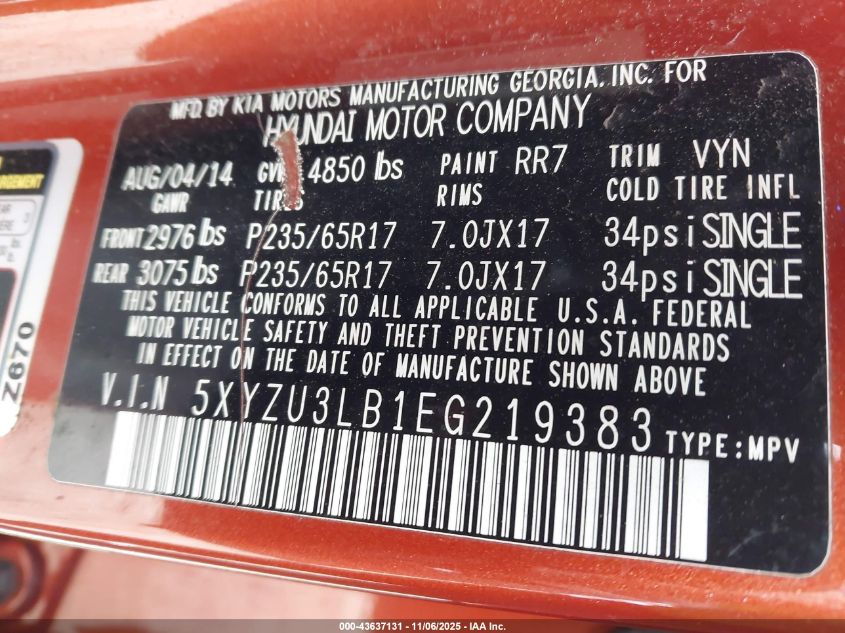 MFD BY KIA MOTORS MANUFACTURING GEORGIA, INC. FOR
HYUNDAI MOTOR COMPANY
AUG/04/14 4850 lbs PAINT RR7 TRIM VYN
GAWR TIRES RIMS COLD TIRE INFL
FRONT 2976 lbs P235/65R17 7.0JX17 34psi SINGLE
REAR 3075 lbs P235/65R17 7.0JX17 34psi SINGLE
THIS VEHICLE CONFORMS TO ALL APPLICABLE U.S.A. FEDERAL
MOTOR VEHICLE SAFETY AND THEFT PREVENTION STANDARDS
IN EFFECT ON THE DATE OF MANUFACTURE SHOWN ABOVE
V.I.N 5XYZU3LB1EG219383 TYPE:MPV
Z670
000-43637131 - 11/06/2025 - IAA Inc.